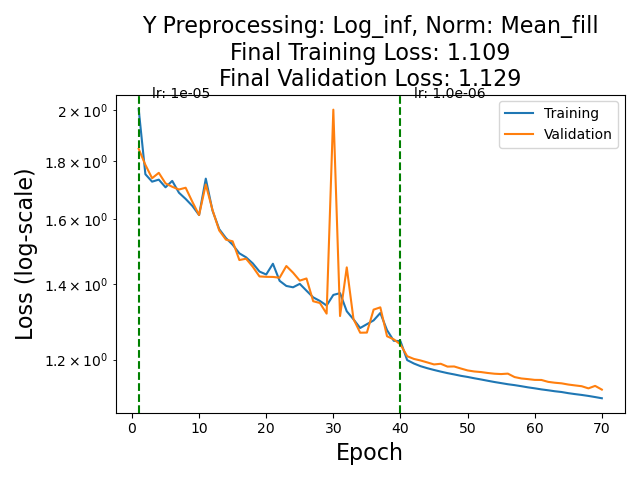 Y Preprocessing: Log_inf, Norm: Mean_fill
Final Training Loss: 1.109
Final Validation Loss: 1.129
lr: 1e-05
lr: 1.0e-06
Training
Validation
2 × 10⁰
1.8 × 10⁰
1.6 × 10⁰
1.4 × 10⁰
1.2 × 10⁰
Loss (log-scale)
0 10 20 30 40 50 60 70
Epoch